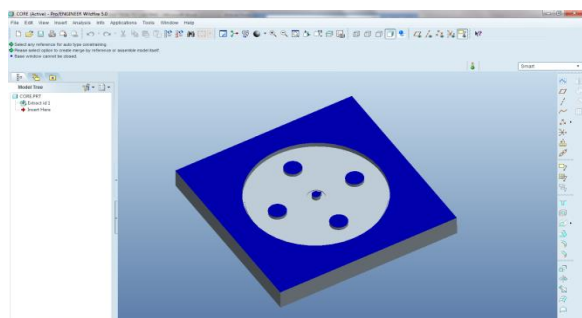 CORE (Active) - Pro/ENGINEER Wildfire 5.0
File Edit View Insert Analysis Info Applications Tools Window Help
Select any reference for auto type constraining.
Please select option to create merge by reference or assemble model itself.
Base window cannot be closed.
Smart
Model Tree
CORE.PRT
Extract id 1
Insert Here